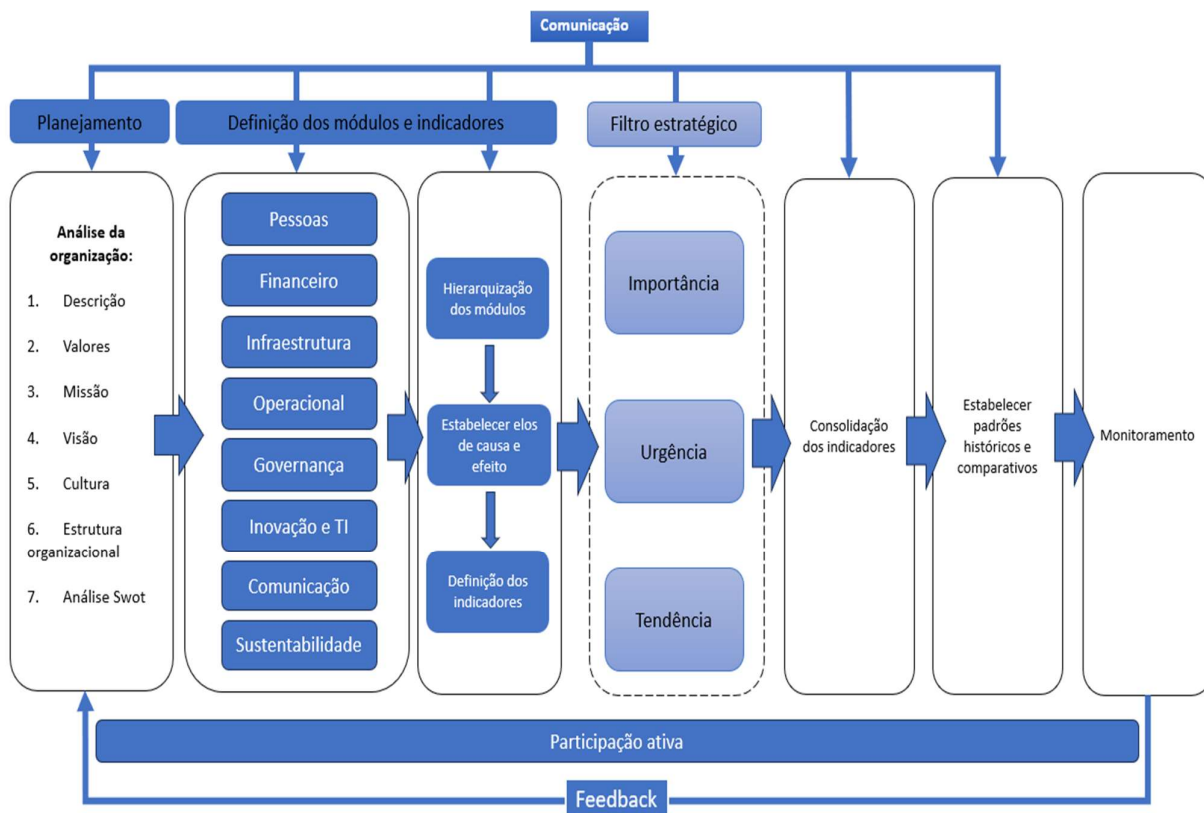 Comunicação
Planejamento
Definição dos módulos e indicadores
Filtro estratégico
Análise da
organização:
1. Descrição
2. Valores
3. Missão
4. Visão
5. Cultura
6. Estrutura
organizacional
7. Análise Swot
Pessoas
Financeiro
Infraestrutura
Operacional
Governança
Inovação e TI
Comunicação
Sustentabilidade
Hierarquização
dos módulos
Estabelecer elos
de causa e
efeito
Definição dos
indicadores
Importância
Urgência
Tendência
Consolidação
dos indicadores
Estabelecer
padrões
históricos e
comparativos
Monitoramento
Participação ativa
Feedback